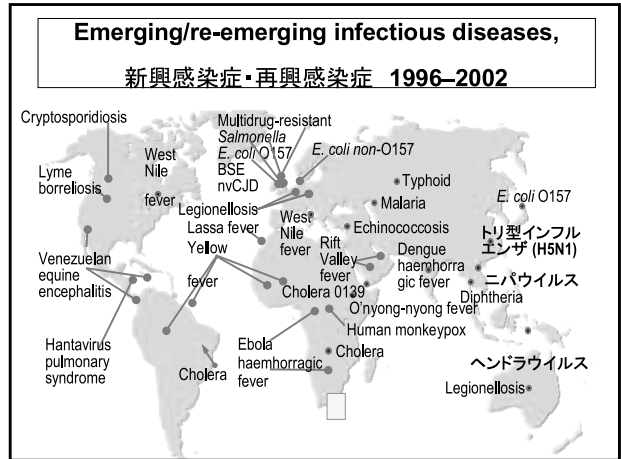 Emerging/re-emerging infectious diseases,
新興感染症・再興感染症 1996–2002
Cryptosporidiosis
Lyme
borreliosis
West
Nile
fever
Multidrug-resistant
Salmonella
E. coli O157
BSE
nvCJD
E. coli non-O157
Legionellosis
Lassa fever
Yellow
fever
West
Nile
fever
Typhoid
Malaria
Echinococcosis
E. coli O157
トリ型インフル
エンザ (H5N1)
Rift
Valley
fever
Dengue
haemorrha
gic fever
ニパウイルス
Diphtheria
Venezuelan
equine
encephalitis
Cholera 0139
O'nyong-nyong fever
Human monkeypox
Hantavirus
pulmonary
syndrome
Cholera
Ebola
haemhorragic
fever
Cholera
ヘンドラウイルス
Legionellosis